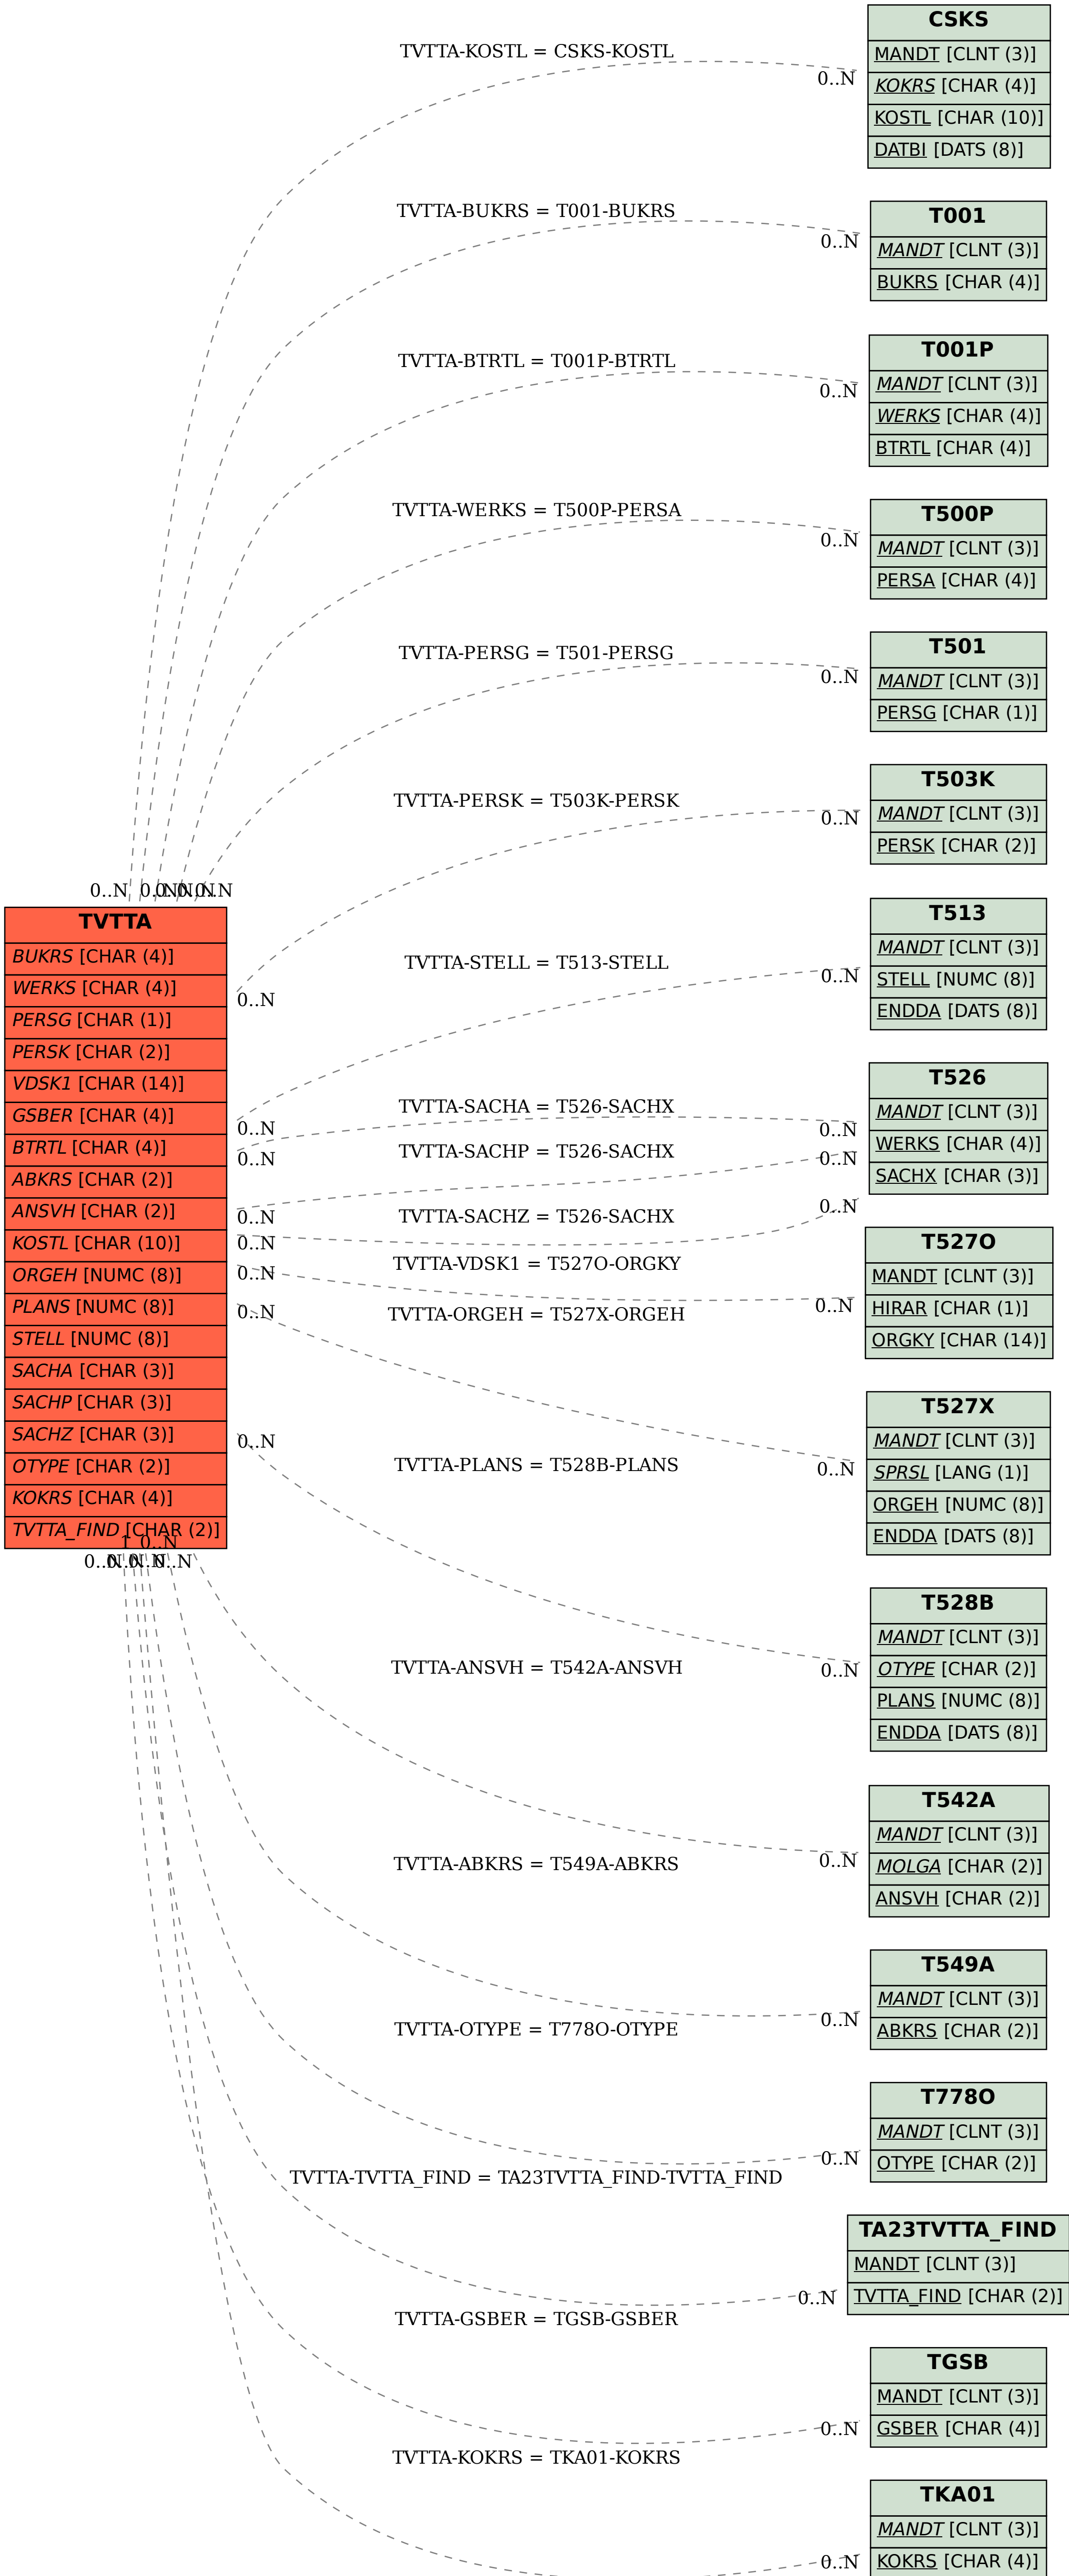 CSKS
MANDT [CLNT (3)]
KOKRS [CHAR (4)]
KOSTL [CHAR (10)]
DATBI [DATS (8)]
TVTTA-KOSTL = CSKS-KOSTL
0..N
T001
MANDT [CLNT (3)]
BUKRS [CHAR (4)]
TVTTA-BUKRS = T001-BUKRS
0..N
T001P
MANDT [CLNT (3)]
WERKS [CHAR (4)]
BTRTL [CHAR (4)]
TVTTA-BTRTL = T001P-BTRTL
0..N
T500P
MANDT [CLNT (3)]
PERSA [CHAR (4)]
TVTTA-WERKS = T500P-PERSA
0..N
T501
MANDT [CLNT (3)]
PERSG [CHAR (1)]
TVTTA-PERSG = T501-PERSG
0..N
T503K
MANDT [CLNT (3)]
PERSK [CHAR (2)]
TVTTA-PERSK = T503K-PERSK
0..N
0..N
TVTTA
BUKRS [CHAR (4)]
WERKS [CHAR (4)]
PERSG [CHAR (1)]
PERSK [CHAR (2)]
VDSK1 [CHAR (14)]
GSBER [CHAR (4)]
BTRTL [CHAR (4)]
ABKRS [CHAR (2)]
ANSVH [CHAR (2)]
KOSTL [CHAR (10)]
ORGEH [NUMC (8)]
PLANS [NUMC (8)]
STELL [NUMC (8)]
SACHA [CHAR (3)]
SACHP [CHAR (3)]
SACHZ [CHAR (3)]
OTYPE [CHAR (2)]
KOKRS [CHAR (4)]
TVTTA_FIND [CHAR (2)]
0..N
0..N
0..N
0..N
0..N
0..N
0..N
0..N
1
0..N
T513
MANDT [CLNT (3)]
STELL [NUMC (8)]
ENDDA [DATS (8)]
TVTTA-STELL = T513-STELL
0..N
T526
MANDT [CLNT (3)]
WERKS [CHAR (4)]
SACHX [CHAR (3)]
TVTTA-SACHA = T526-SACHX
0..N
TVTTA-SACHP = T526-SACHX
0..N
TVTTA-SACHZ = T526-SACHX
0..N
T527O
MANDT [CLNT (3)]
HIRAR [CHAR (1)]
ORGKY [CHAR (14)]
TVTTA-VDSK1 = T527O-ORGKY
0..N
TVTTA-ORGEH = T527X-ORGEH
T527X
MANDT [CLNT (3)]
SPRSL [LANG (1)]
ORGEH [NUMC (8)]
ENDDA [DATS (8)]
0..N
TVTTA-PLANS = T528B-PLANS
T528B
MANDT [CLNT (3)]
OTYPE [CHAR (2)]
PLANS [NUMC (8)]
ENDDA [DATS (8)]
0..N
TVTTA-ANSVH = T542A-ANSVH
T542A
MANDT [CLNT (3)]
MOLGA [CHAR (2)]
ANSVH [CHAR (2)]
0..N
TVTTA-ABKRS = T549A-ABKRS
T549A
MANDT [CLNT (3)]
ABKRS [CHAR (2)]
0..N
TVTTA-OTYPE = T778O-OTYPE
T778O
MANDT [CLNT (3)]
OTYPE [CHAR (2)]
0..N
TVTTA-TVTTA_FIND = TA23TVTTA_FIND-TVTTA_FIND
TA23TVTTA_FIND
MANDT [CLNT (3)]
TVTTA_FIND [CHAR (2)]
0..N
TVTTA-GSBER = TGSB-GSBER
TGSB
MANDT [CLNT (3)]
GSBER [CHAR (4)]
0..N
TVTTA-KOKRS = TKA01-KOKRS
TKA01
MANDT [CLNT (3)]
KOKRS [CHAR (4)]
0..N